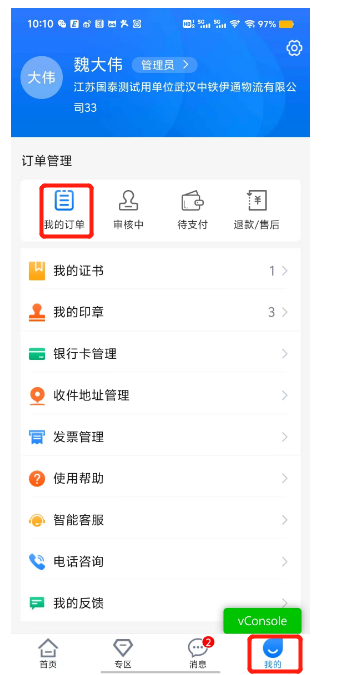 10:10
97%
大伟
魏大伟
管理员 >
江苏国泰测试用单位武汉中铁伊通物流有限公
司33
订单管理
我的订单
审核中
待支付
退款/售后
我的证书
1
我的印章
3
银行卡管理
收件地址管理
发票管理
使用帮助
智能客服
电话咨询
我的反馈
vConsole
首页
专区
2
消息
我的